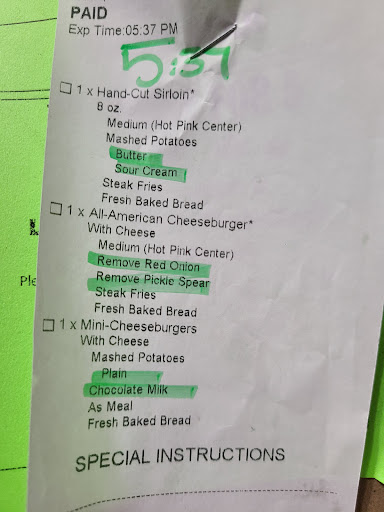 PAID
Exp Time:05:37 PM
5:37
1 x Hand-Cut Sirloin*
8 oz.
Medium (Hot Pink Center)
Mashed Potatoes
Butter
Sour Cream
Steak Fries
Fresh Baked Bread
1 x All-American Cheeseburger*
With Cheese
Medium (Hot Pink Center)
Remove Red Onion
Remove Pickle Spear
Steak Fries
Fresh Baked Bread
1 x Mini-Cheeseburgers
With Cheese
Mashed Potatoes
Plain
Chocolate Milk
As Meal
Fresh Baked Bread
SPECIAL INSTRUCTIONS